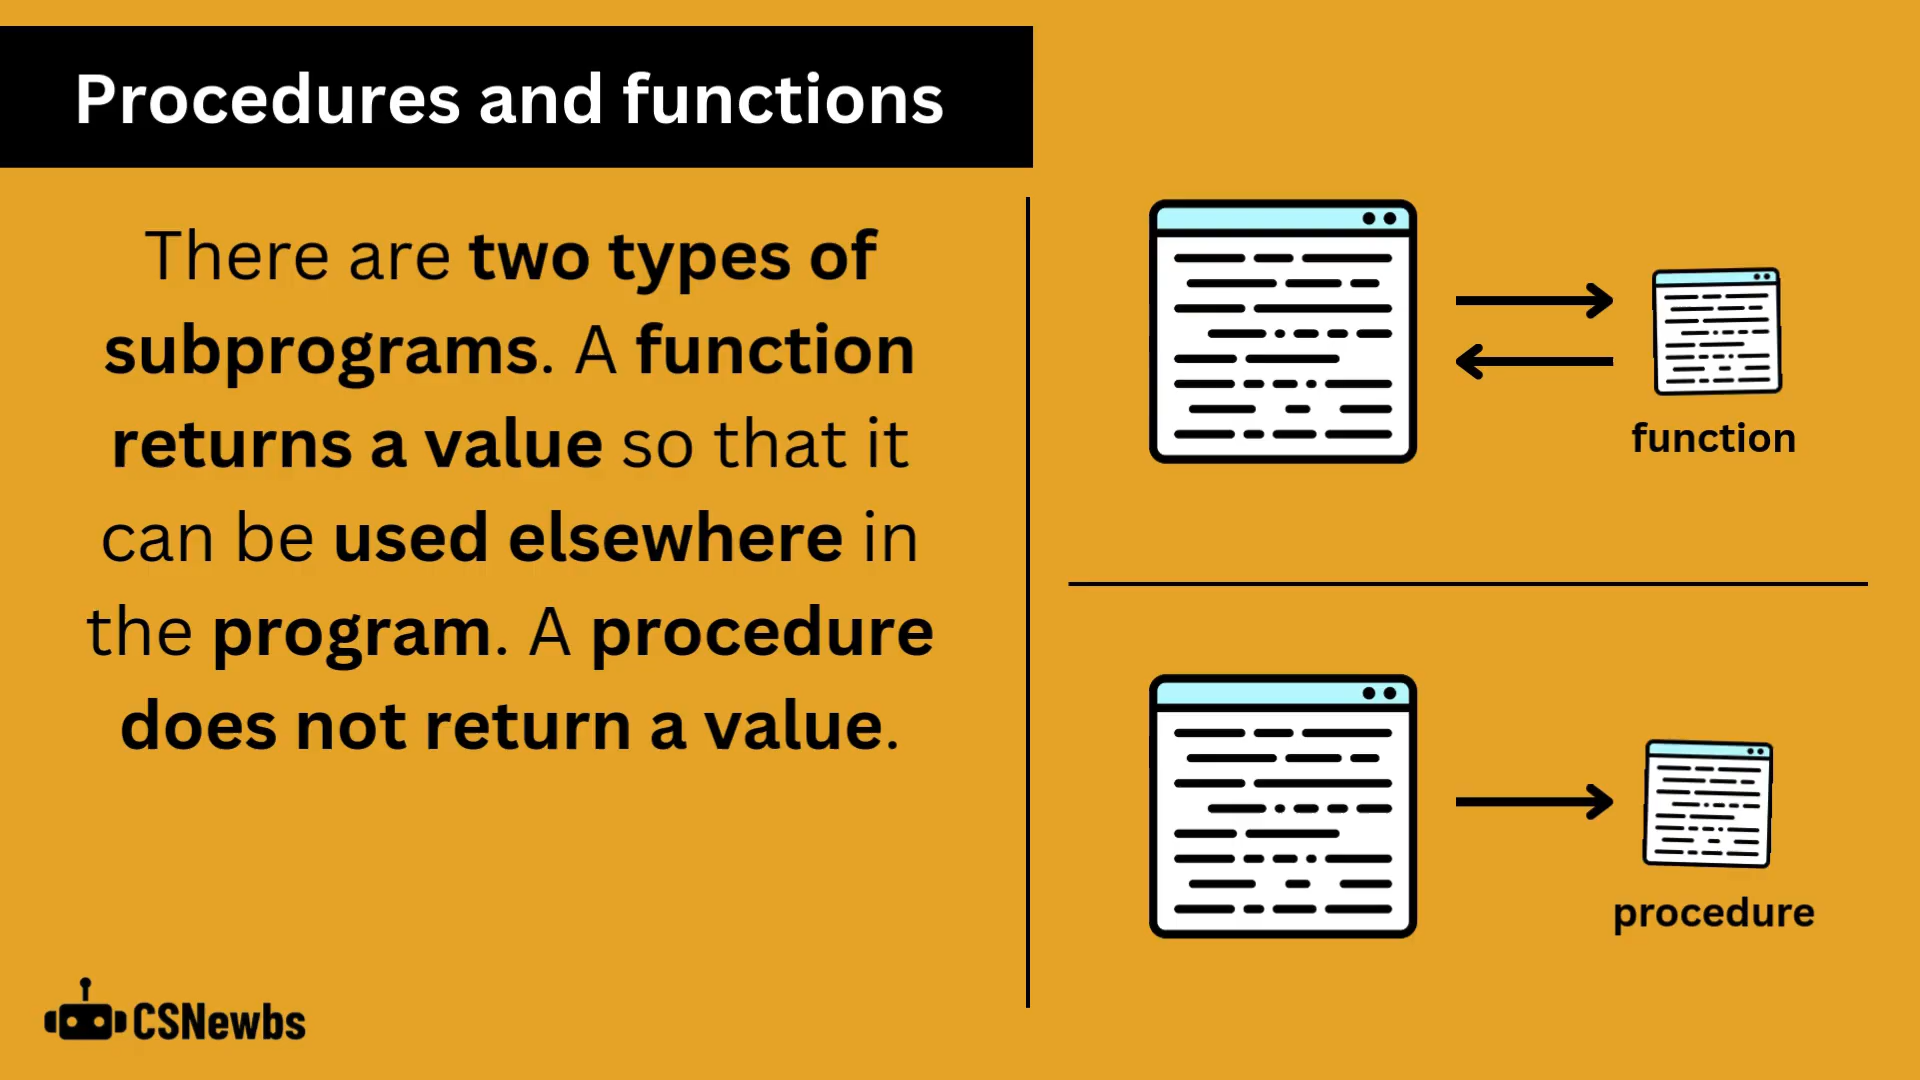 Procedures and functions
There are two types of
subprograms. A function
returns a value so that it
can be used elsewhere in
the program. A procedure
does not return a value.
function
procedure
CSNewbs